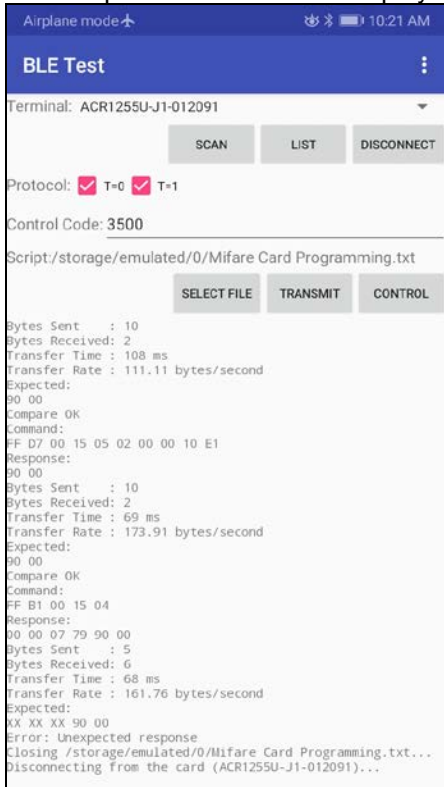 Airplane mode 10:21 AM
BLE Test
Terminal: ACR1255U-J1-012091
SCAN LIST DISCONNECT
Protocol: T=0 T=1
Control Code: 3500
Script:/storage/emulated/0/Mifare Card Programming.txt
SELECT FILE TRANSMIT CONTROL
Bytes Sent : 10
Bytes Received: 2
Transfer Time : 108 ms
Transfer Rate : 111.11 bytes/second
Expected:
90 00
Compare OK
Command:
FF D7 00 15 05 02 00 00 10 E1
Response:
90 00
Bytes Sent : 10
Bytes Received: 2
Transfer Time : 69 ms
Transfer Rate : 173.91 bytes/second
Expected:
90 00
Compare OK
Command:
FF B1 00 15 04
Response:
00 00 07 79 90 00
Bytes Sent : 5
Bytes Received: 6
Transfer Time : 68 ms
Transfer Rate : 161.76 bytes/second
Expected:
XX XX XX 90 00
Error: Unexpected response
Closing /storage/emulated/0/Mifare Card Programming.txt...
Disconnecting from the card (ACR1255U-J1-012091)...